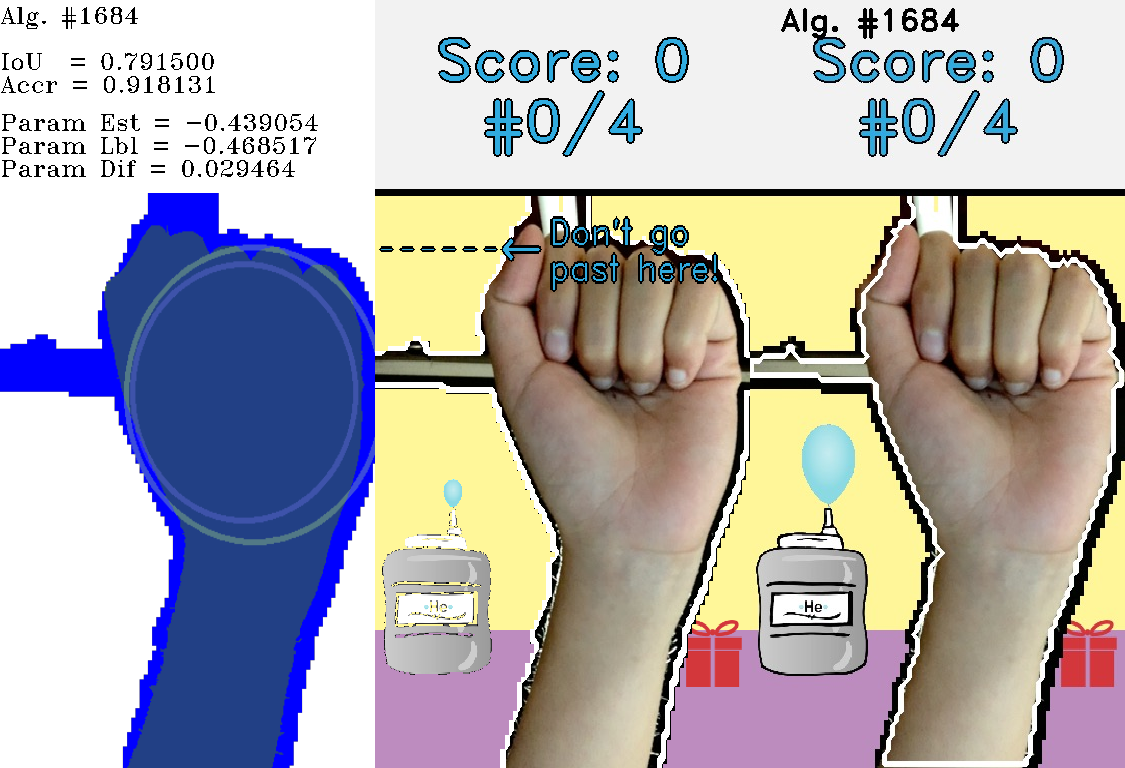 Alg. #1684
IoU = 0.791500
Accr = 0.918131
Param Est = -0.439054
Param Lbl = -0.468517
Param Dif = 0.029464
Score: 0
#0/4
Don't go
past here!
He
Alg. #1684
Score: 0
#0/4
He